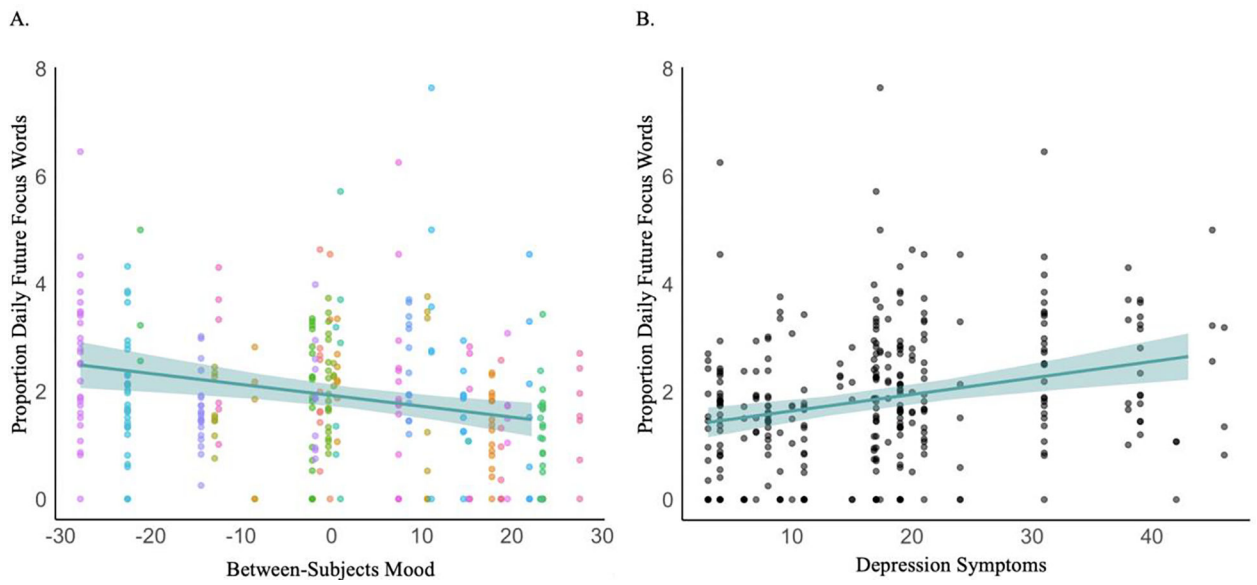 A.
Proportion Daily Future Focus Words
8
6
4
2
0
-30 -20 -10 0 10 20 30
Between-Subjects Mood
B.
Proportion Daily Future Focus Words
8
6
4
2
0
10 20 30 40
Depression Symptoms